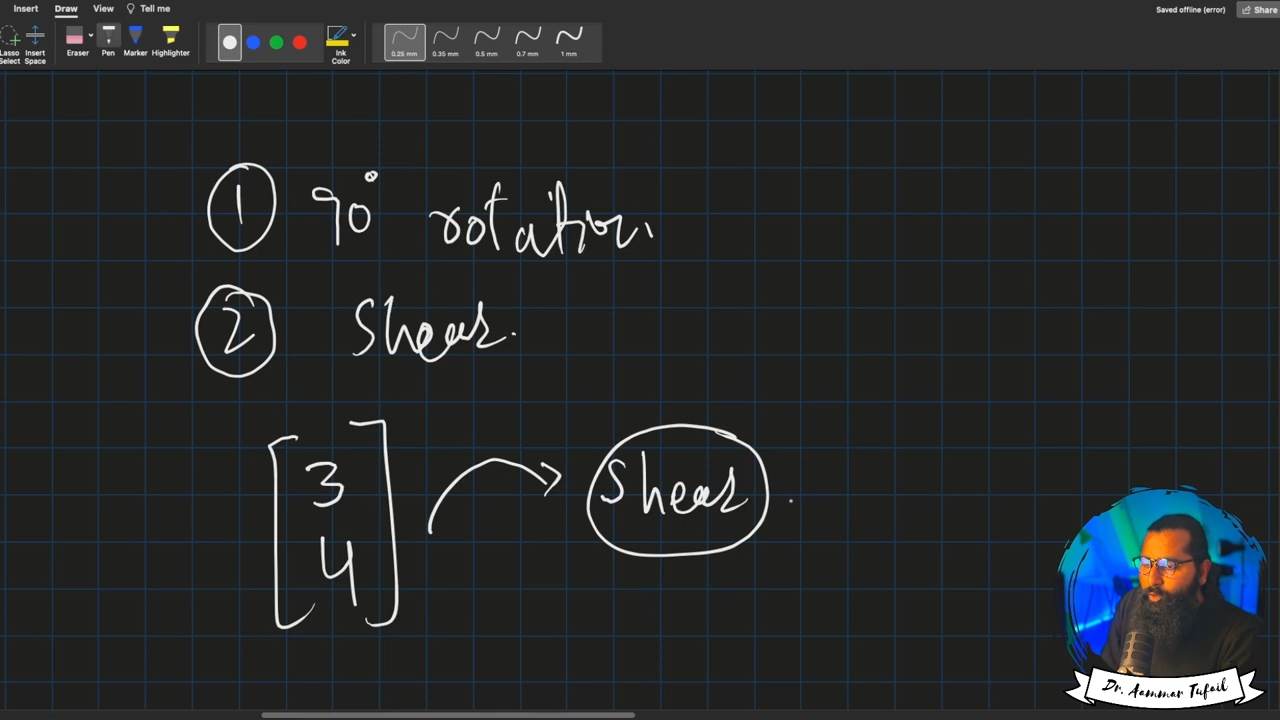 Insert Draw View Tell me
Saved offline (error) Share
Lasso Select Insert Space Eraser Pen Marker Highlighter Ink Color 0.25 mm 0.35 mm 0.5 mm 0.7 mm 1 mm
1 90° rotation.
2 Shear.
3
4
Shear
Dr. Aammar Tufail